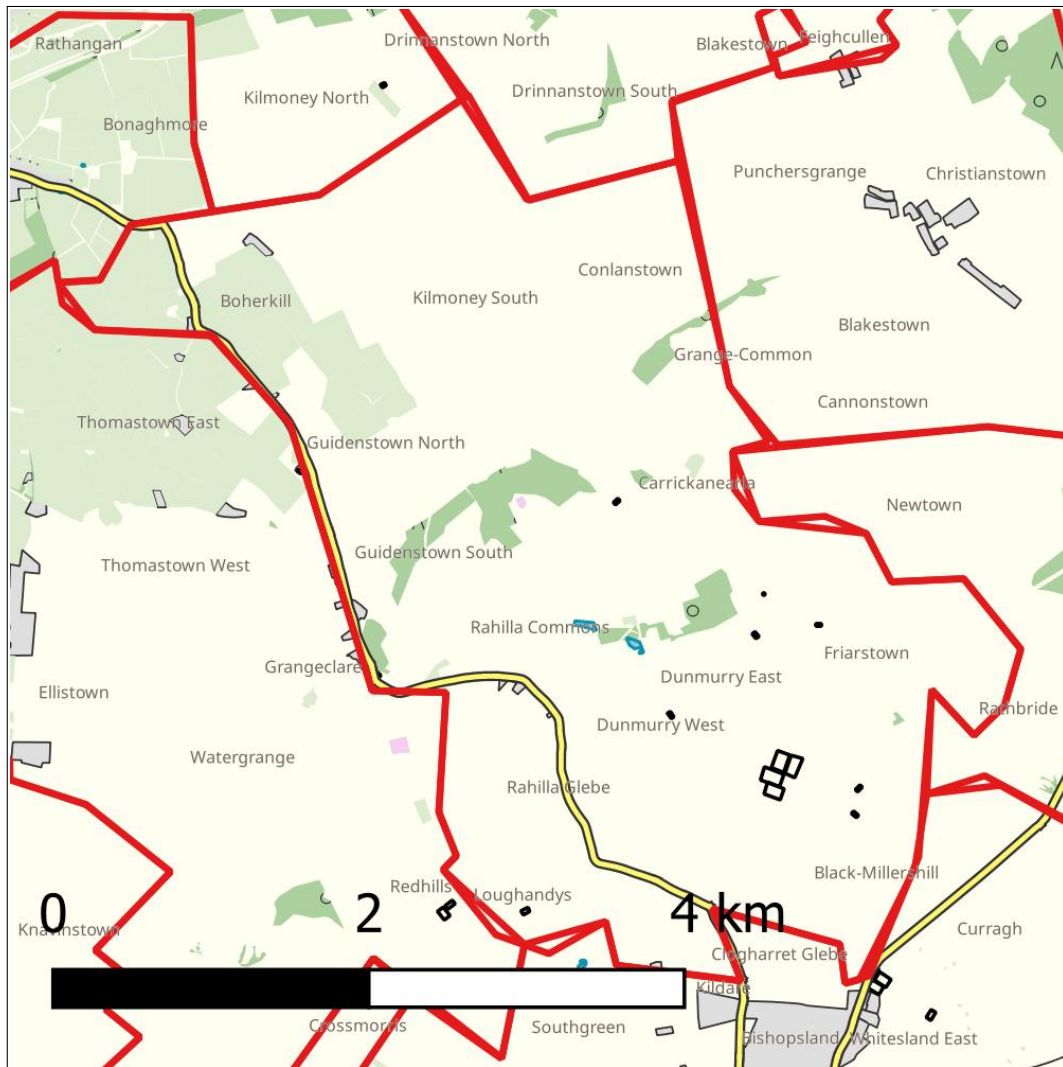 Rathangan
Drinnanstown North
Blakestown
Feighcullen
Kilmoney North
Drinnanstown South
Bonaghmore
Punchersgrange
Christianstown
Conlanstown
Boherkill
Kilmoney South
Blakestown
Grange-Common
Cannonstown
Thomastown East
Guidenstown North
Carrickanearla
Newtown
Guidenstown South
Thomastown West
Rahilla Commons
Friarstown
Grangeclare
Dunmurry East
Ellistown
Rathbride
Dunmurry West
Watergrange
Rahilla Glebe
Black-Millershill
Redhills
Loughandys
0 2 4 km
Knavinstown
Curragh
Clogharret Glebe
Kildare
Crossmorris
Southgreen
Bishopsland
Whitesland East